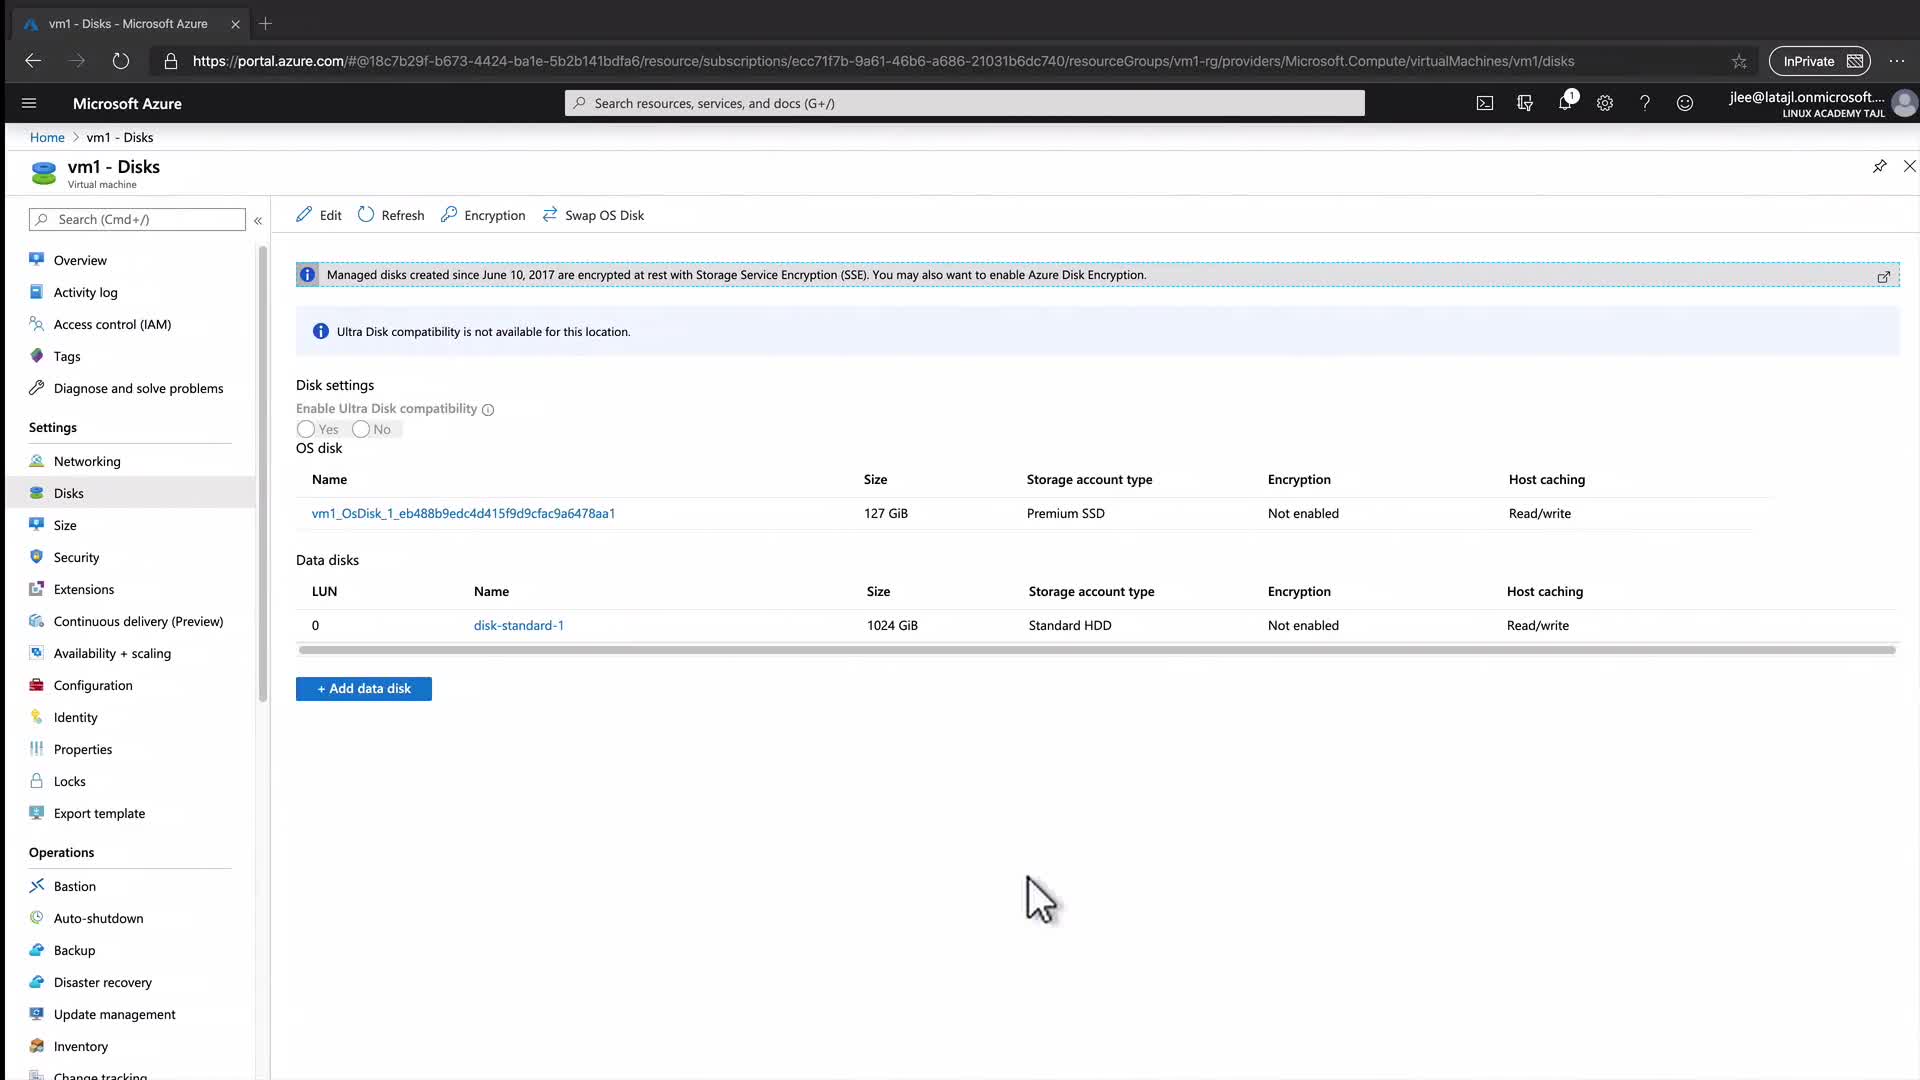 vm1 - Disks - Microsoft Azure
https://portal.azure.com/#@18c7b29f-b673-4424-ba1e-5b2b141bdfa6/resource/subscriptions/ecc71f7b-9a61-46b6-a686-21031b6dc740/resourceGroups/vm1-rg/providers/Microsoft.Compute/virtualMachines/vm1/disks
InPrivate
Microsoft Azure
Search resources, services, and docs (G+/)
1
jlee@latajl.onmicrosoft....
LINUX ACADEMY TAJL
Home > vm1 - Disks
vm1 - Disks
Virtual machine
Search (Cmd+/)
«
Edit Refresh Encryption Swap OS Disk
Overview
Activity log
Access control (IAM)
Tags
Diagnose and solve problems
Settings
Networking
Disks
Size
Security
Extensions
Continuous delivery (Preview)
Availability + scaling
Configuration
Identity
Properties
Locks
Export template
Operations
Bastion
Auto-shutdown
Backup
Disaster recovery
Update management
Inventory
Change tracking
Managed disks created since June 10, 2017 are encrypted at rest with Storage Service Encryption (SSE). You may also want to enable Azure Disk Encryption.
Ultra Disk compatibility is not available for this location.
Disk settings
Enable Ultra Disk compatibility
Yes No
OS disk
Name Size Storage account type Encryption Host caching
vm1_OsDisk_1_eb488b9edc4d415f9d9cfac9a6478aa1 127 GiB Premium SSD Not enabled Read/write
Data disks
LUN Name Size Storage account type Encryption Host caching
0 disk-standard-1 1024 GiB Standard HDD Not enabled Read/write
+ Add data disk